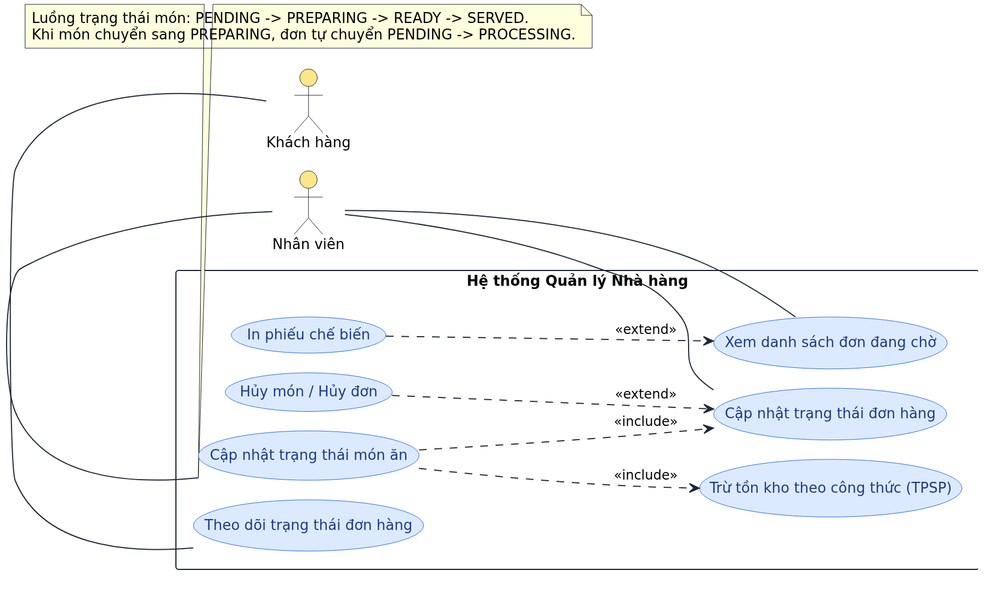 Luồng trạng thái món: PENDING -> PREPARING -> READY -> SERVED.
Khi món chuyển sang PREPARING, đơn tự chuyển PENDING -> PROCESSING.
Khách hàng
Nhân viên
Hệ thống Quản lý Nhà hàng
In phiếu chế biến
«extend»
Xem danh sách đơn đang chờ
Hủy món / Hủy đơn
«extend»
Cập nhật trạng thái đơn hàng
«include»
Cập nhật trạng thái món ăn
«include»
Trừ tồn kho theo công thức (TPSP)
Theo dõi trạng thái đơn hàng